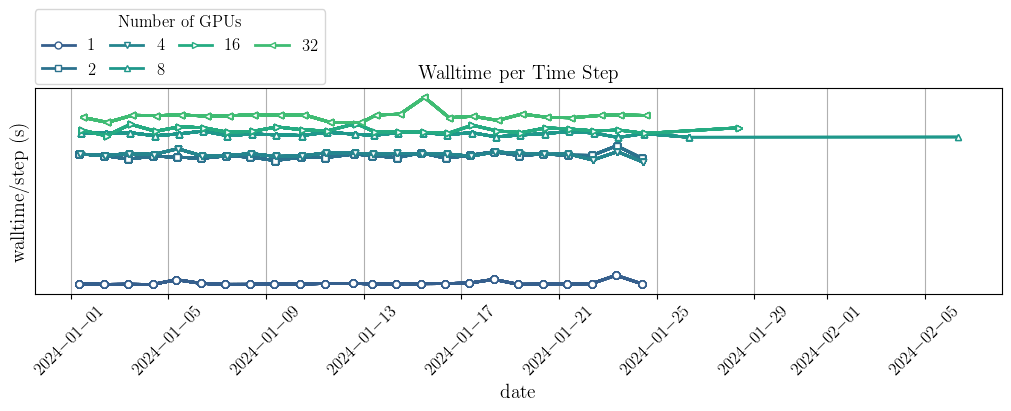 Number of GPUs
1 4 16 32
2 8
Walltime per Time Step
walltime/step (s)
2024−01−01 2024−01−05 2024−01−09 2024−01−13 2024−01−17 2024−01−21 2024−01−25 2024−01−29 2024−02−01 2024−02−05
date